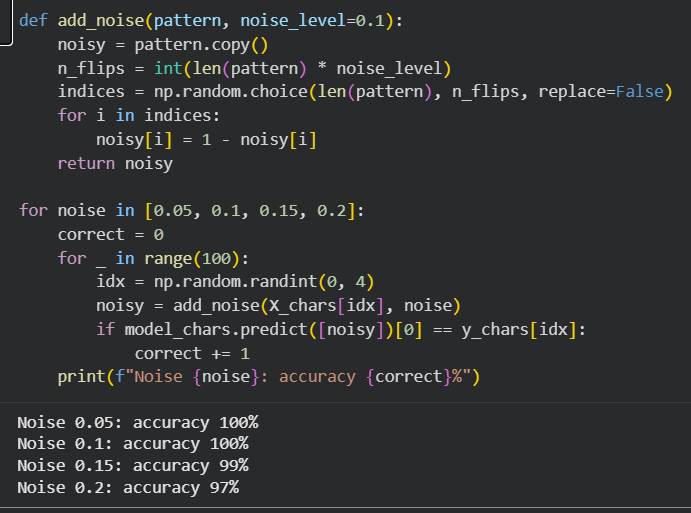 def add_noise(pattern, noise_level=0.1):
    noisy = pattern.copy()
    n_flips = int(len(pattern) * noise_level)
    indices = np.random.choice(len(pattern), n_flips, replace=False)
    for i in indices:
        noisy[i] = 1 - noisy[i]
    return noisy

for noise in [0.05, 0.1, 0.15, 0.2]:
    correct = 0
    for _ in range(100):
        idx = np.random.randint(0, 4)
        noisy = add_noise(X_chars[idx], noise)
        if model_chars.predict([noisy])[0] == y_chars[idx]:
            correct += 1
    print(f"Noise {noise}: accuracy {correct}%")
Noise 0.05: accuracy 100%
Noise 0.1: accuracy 100%
Noise 0.15: accuracy 99%
Noise 0.2: accuracy 97%